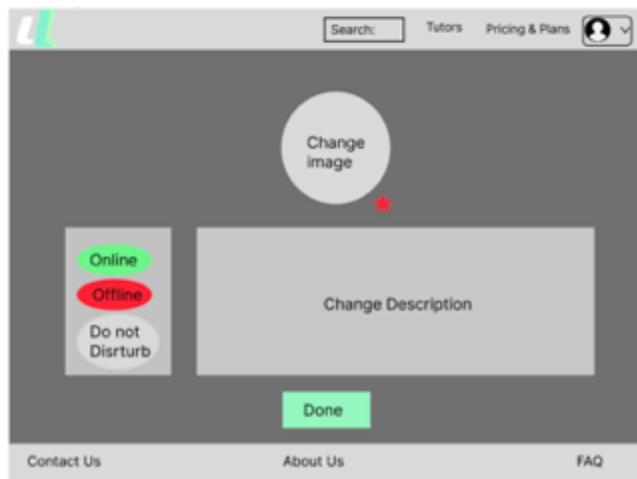 Search:
Tutors
Pricing & Plans
Change
image
Online
Offline
Do not
Disrturb
Change Description
Done
Contact Us
About Us
FAQ